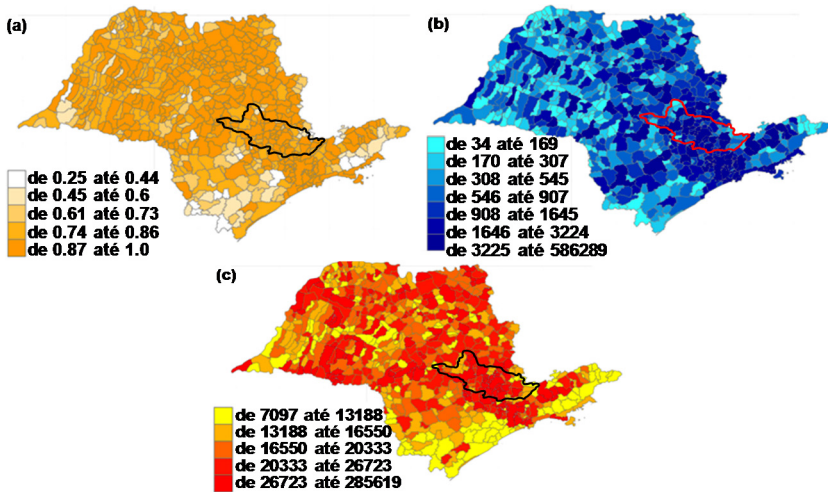 (a)
de 0.25 até 0.44
de 0.45 até 0.6
de 0.61 até 0.73
de 0.74 até 0.86
de 0.87 até 1.0
(b)
de 34 até 169
de 170 até 307
de 308 até 545
de 546 até 907
de 908 até 1645
de 1646 até 3224
de 3225 até 586289
(c)
de 7097 até 13188
de 13188 até 16550
de 16550 até 20333
de 20333 até 26723
de 26723 até 285619